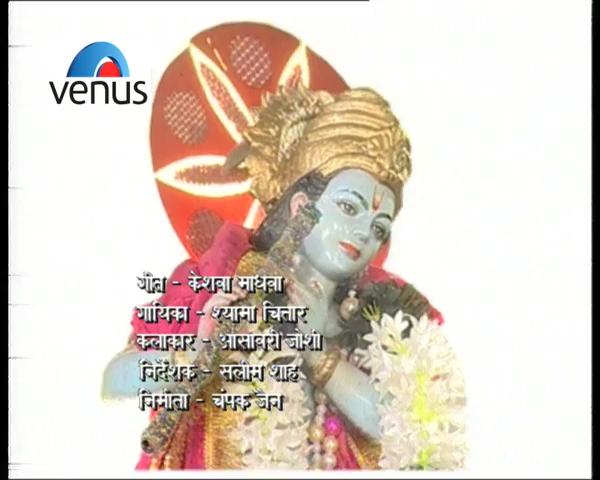 venus
गीत - केशवा माधवा
गायिका - श्यामा चितार
कलाकार - आसावरी जोशी
निर्देशक - सलीम शाह
निर्माता - चंपक जैन